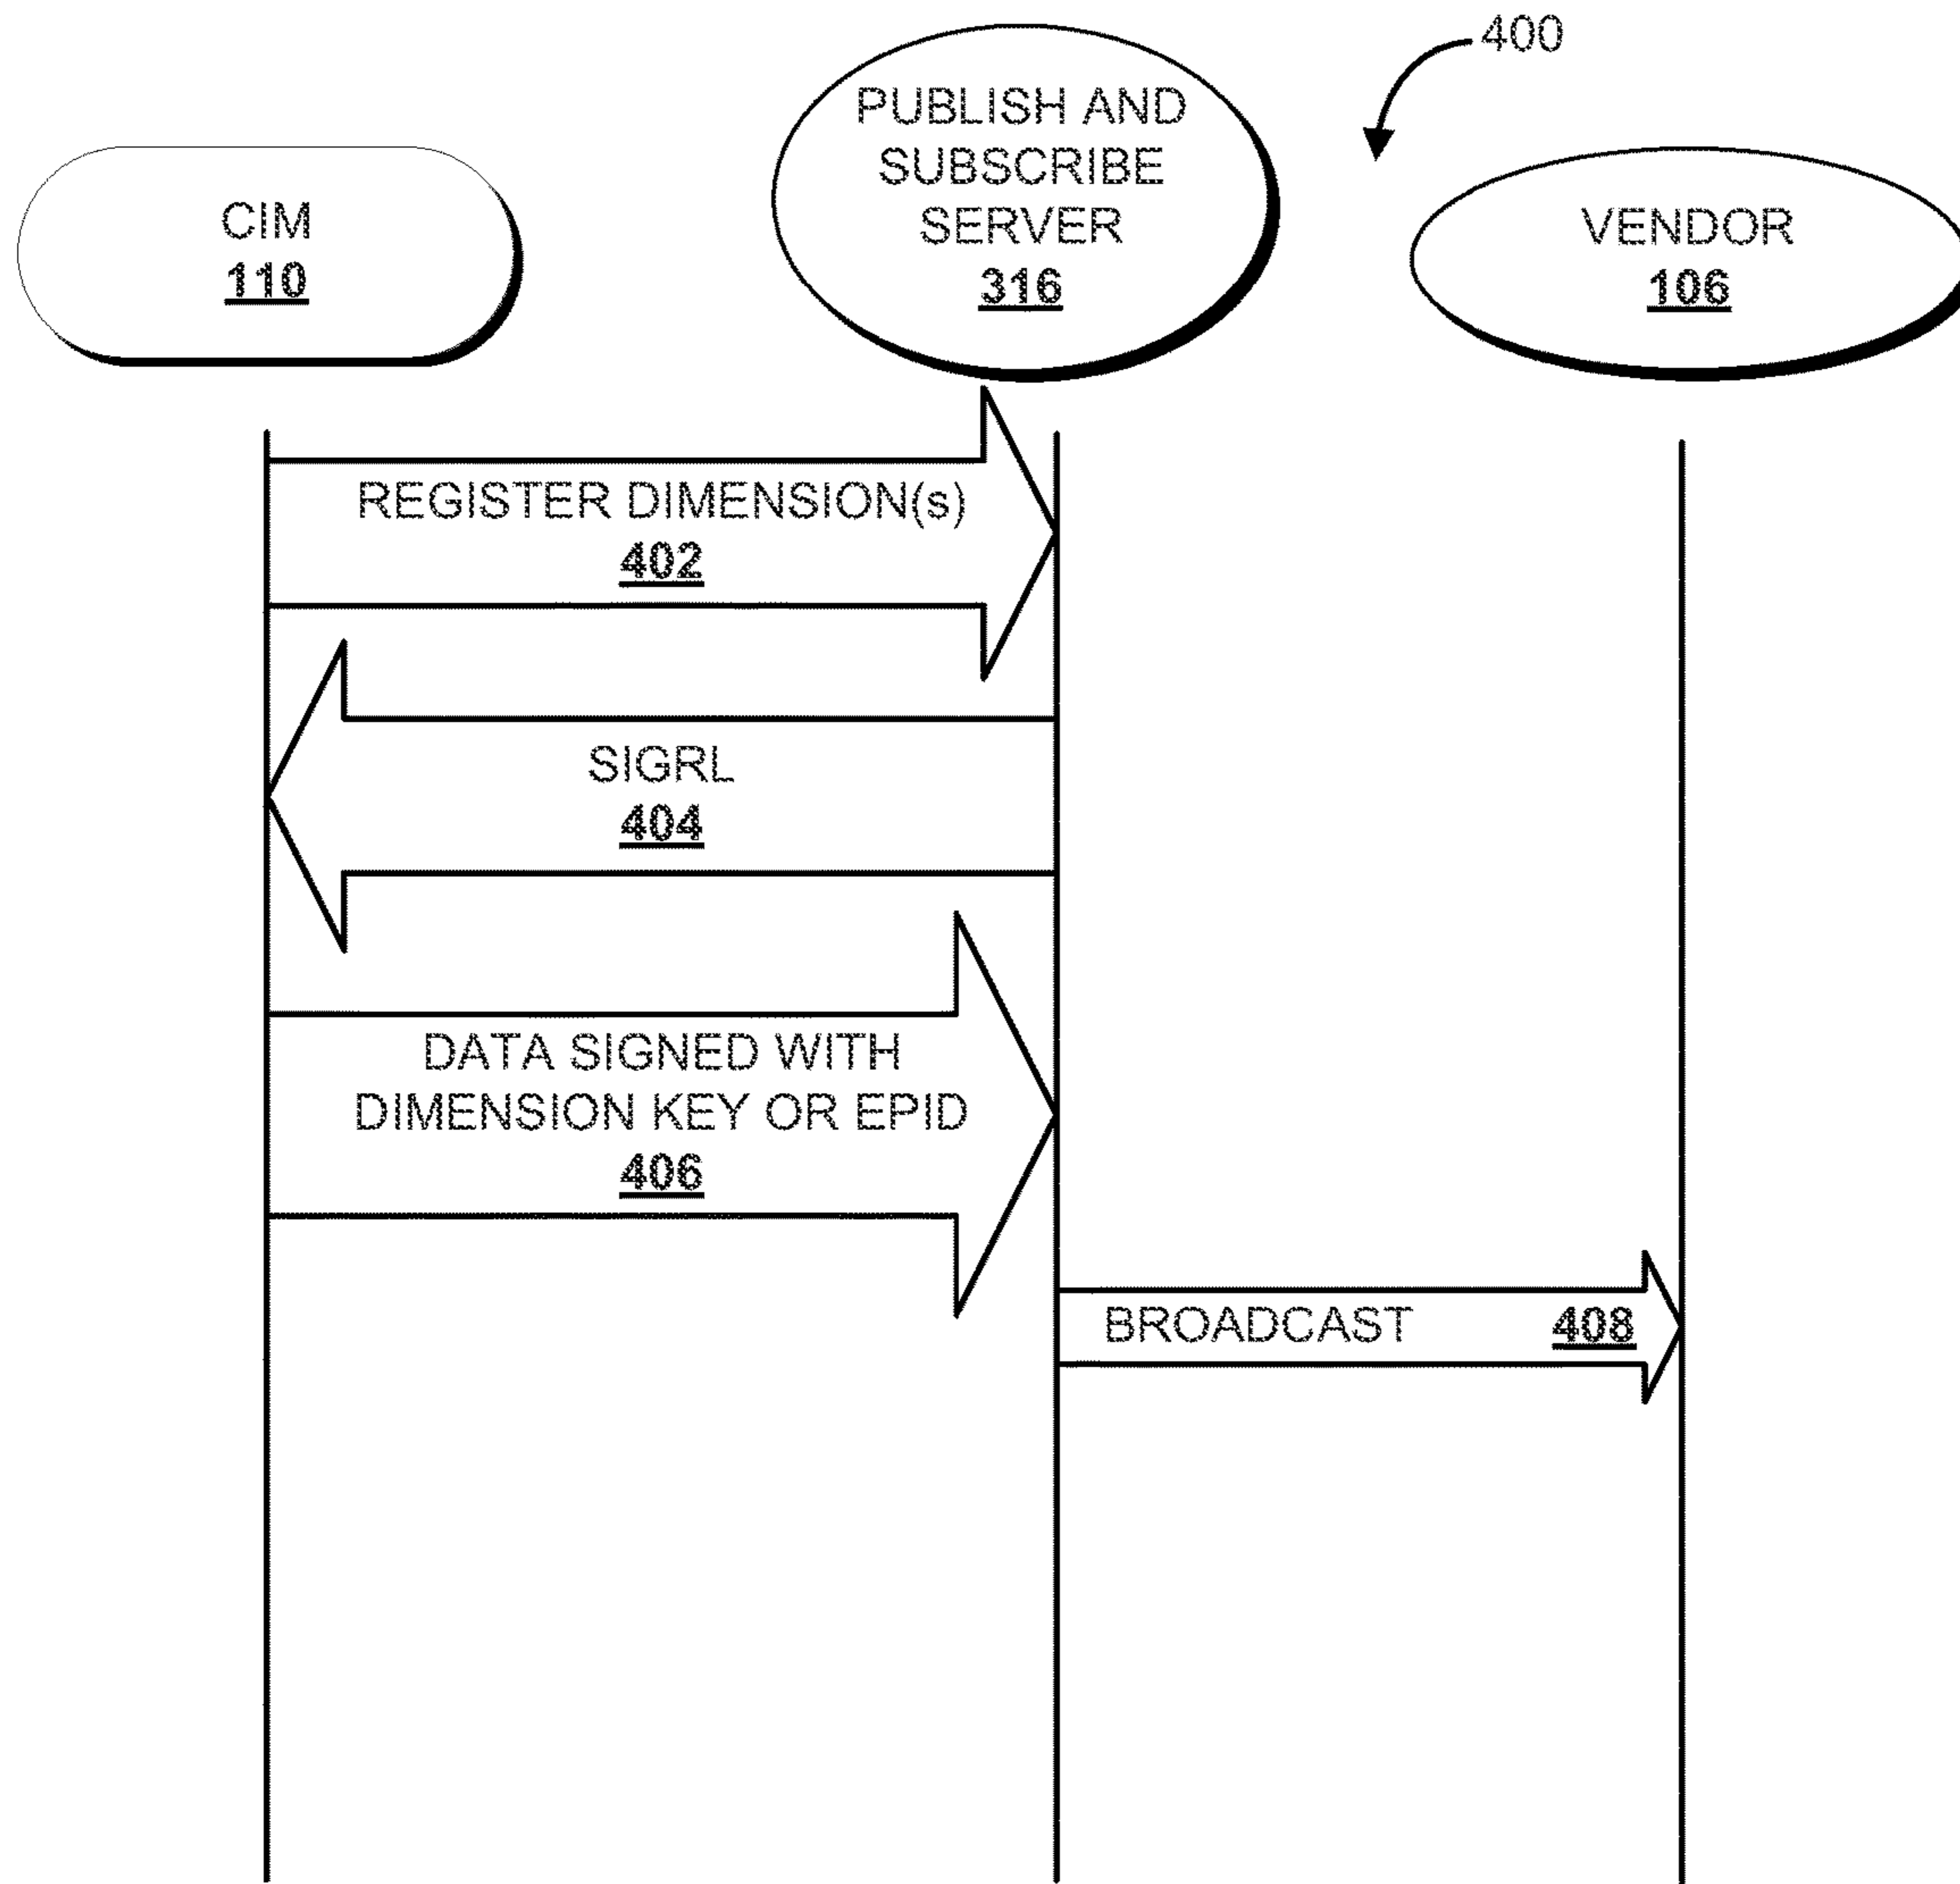 400
PUBLISH AND
SUBSCRIBE
SERVER
316
CIM
110
VENDOR
106
REGISTER DIMENSION(s)
402
SIGRL
404
DATA SIGNED WITH
DIMENSION KEY OR EPID
406
BROADCAST 408